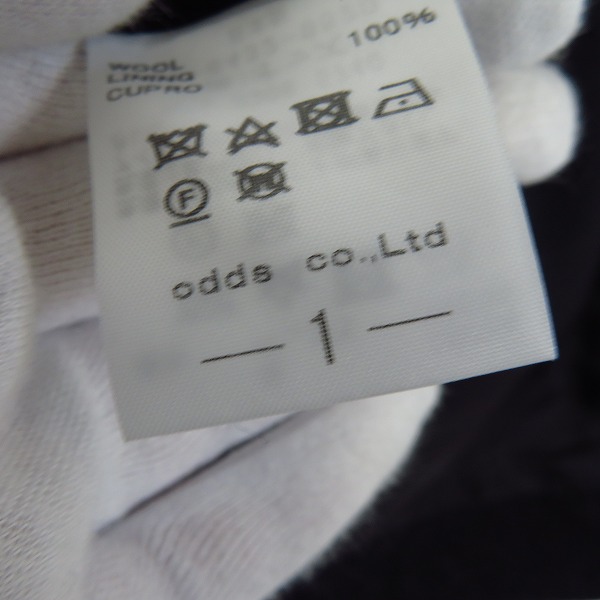 100%
WOOL
LINING
CUPRO
F
W
odds co.,Ltd
— 1 —